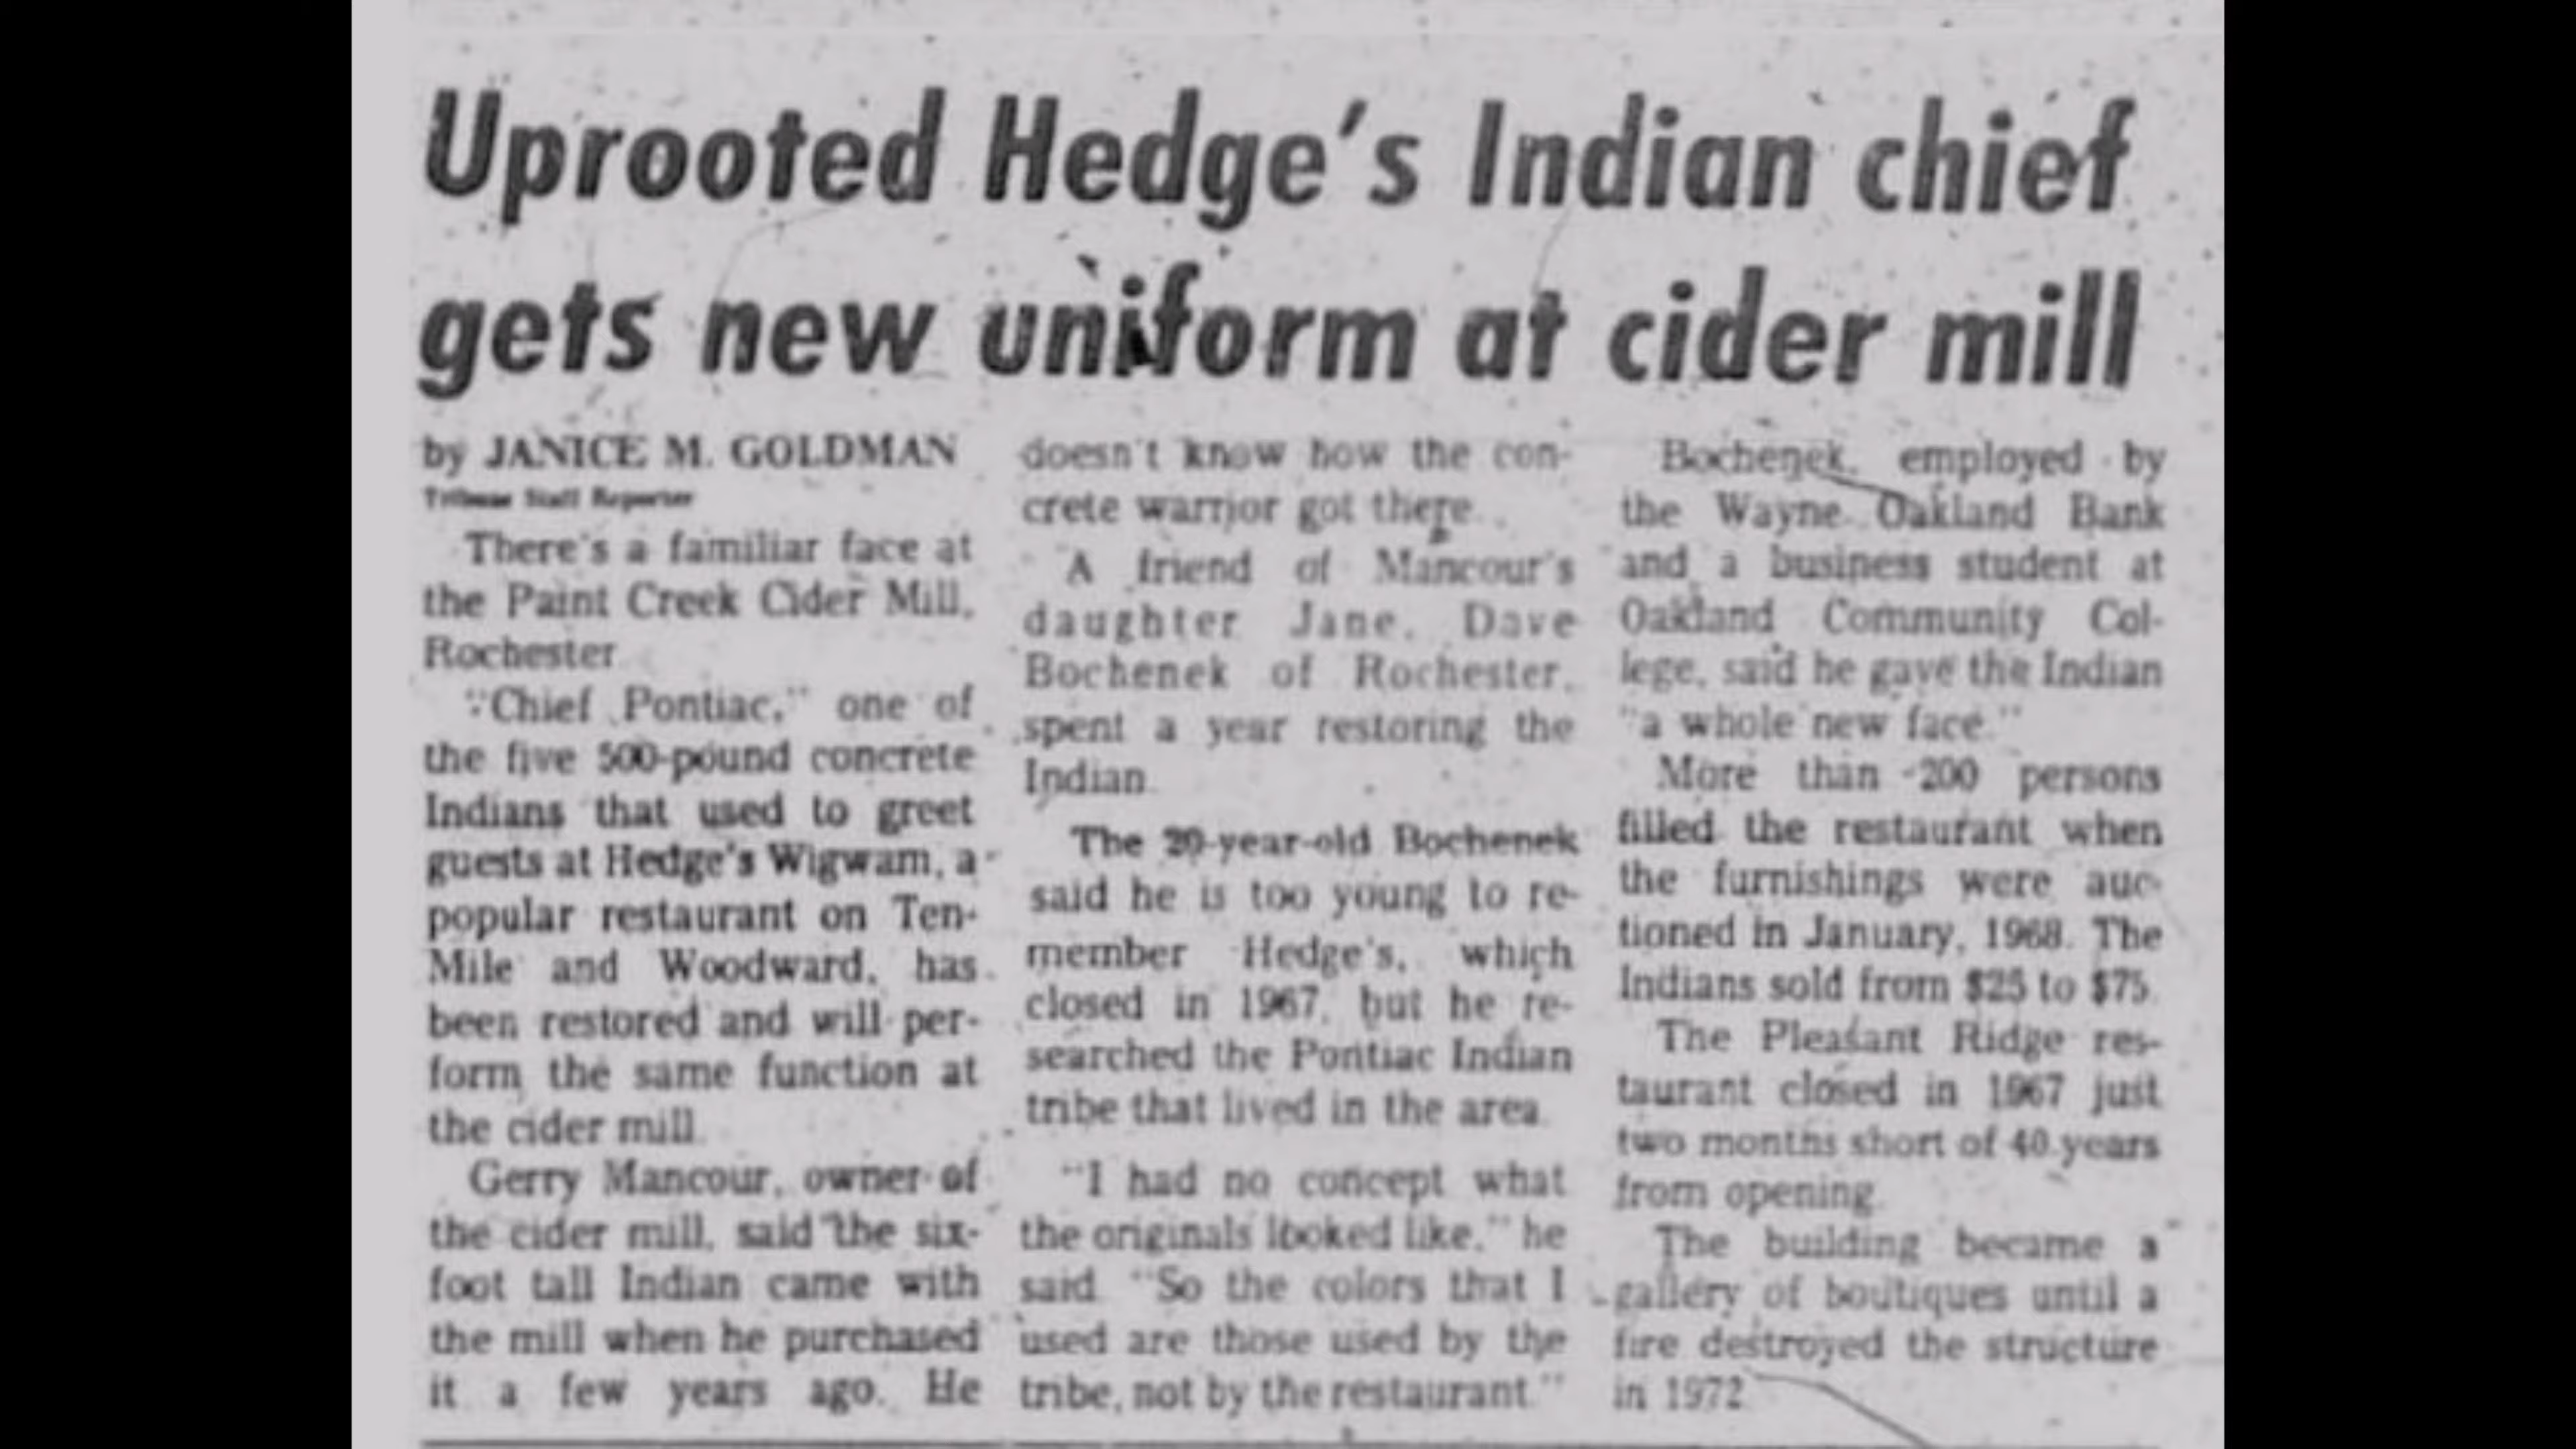 Uprooted Hedge's Indian chief
gets new uniform at cider mill
by JANICE M. GOLDMAN
Tribune Staff Reporter
There's a familiar face at
the Paint Creek Cider Mill,
Rochester.
"Chief Pontiac," one of
the five 500-pound concrete
Indians that used to greet
guests at Hedge's Wigwam, a
popular restaurant on Ten-
Mile and Woodward, has
been restored and will per-
form the same function at
the cider mill.
Gerry Mancour, owner of
the cider mill, said the six-
foot tall Indian came with
the mill when he purchased
it a few years ago. He
doesn't know how the con-
crete warrior got there.
A friend of Mancour's
daughter Jane, Dave
Bochenek of Rochester,
spent a year restoring the
Indian.
The 20-year-old Bochenek
said he is too young to re-
member Hedge's, which
closed in 1967, but he re-
searched the Pontiac Indian
tribe that lived in the area.
"I had no concept what
the originals looked like," he
said. "So the colors that I
used are those used by the
tribe, not by the restaurant."
Bochenek, employed by
the Wayne Oakland Bank
and a business student at
Oakland Community Col-
lege, said he gave the Indian
"a whole new face."
More than 200 persons
filled the restaurant when
the furnishings were auc-
tioned in January, 1968. The
Indians sold from $25 to $75.
The Pleasant Ridge res-
taurant closed in 1967 just
two months short of 40 years
from opening.
The building became a
gallery of boutiques until a
fire destroyed the structure
in 1972.